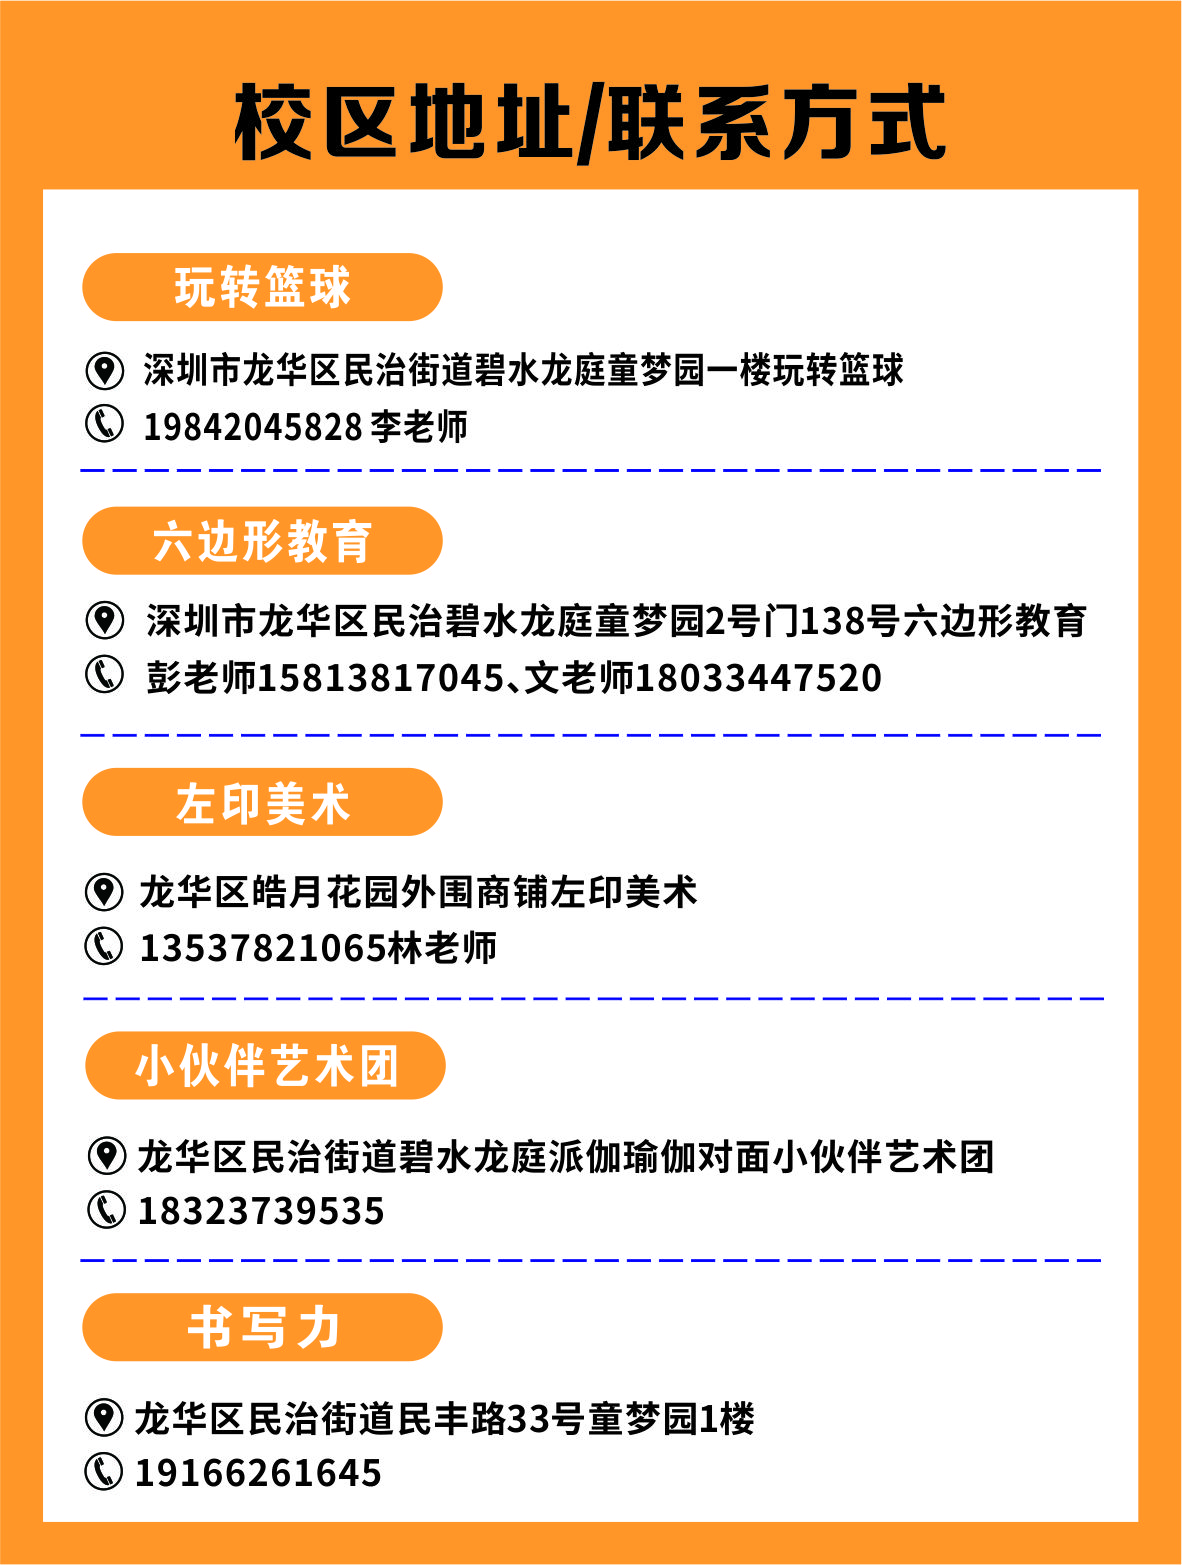 校区地址/联系方式
玩转篮球
深圳市龙华区民治街道碧水龙庭童梦园一楼玩转篮球
19842045828 李老师
六边形教育
深圳市龙华区民治碧水龙庭童梦园2号门138号六边形教育
彭老师15813817045、文老师18033447520
左印美术
龙华区皓月花园外围商铺左印美术
13537821065林老师
小伙伴艺术团
龙华区民治街道碧水龙庭派伽瑜伽对面小伙伴艺术团
18323739535
书写力
龙华区民治街道民丰路33号童梦园1楼
19166261645